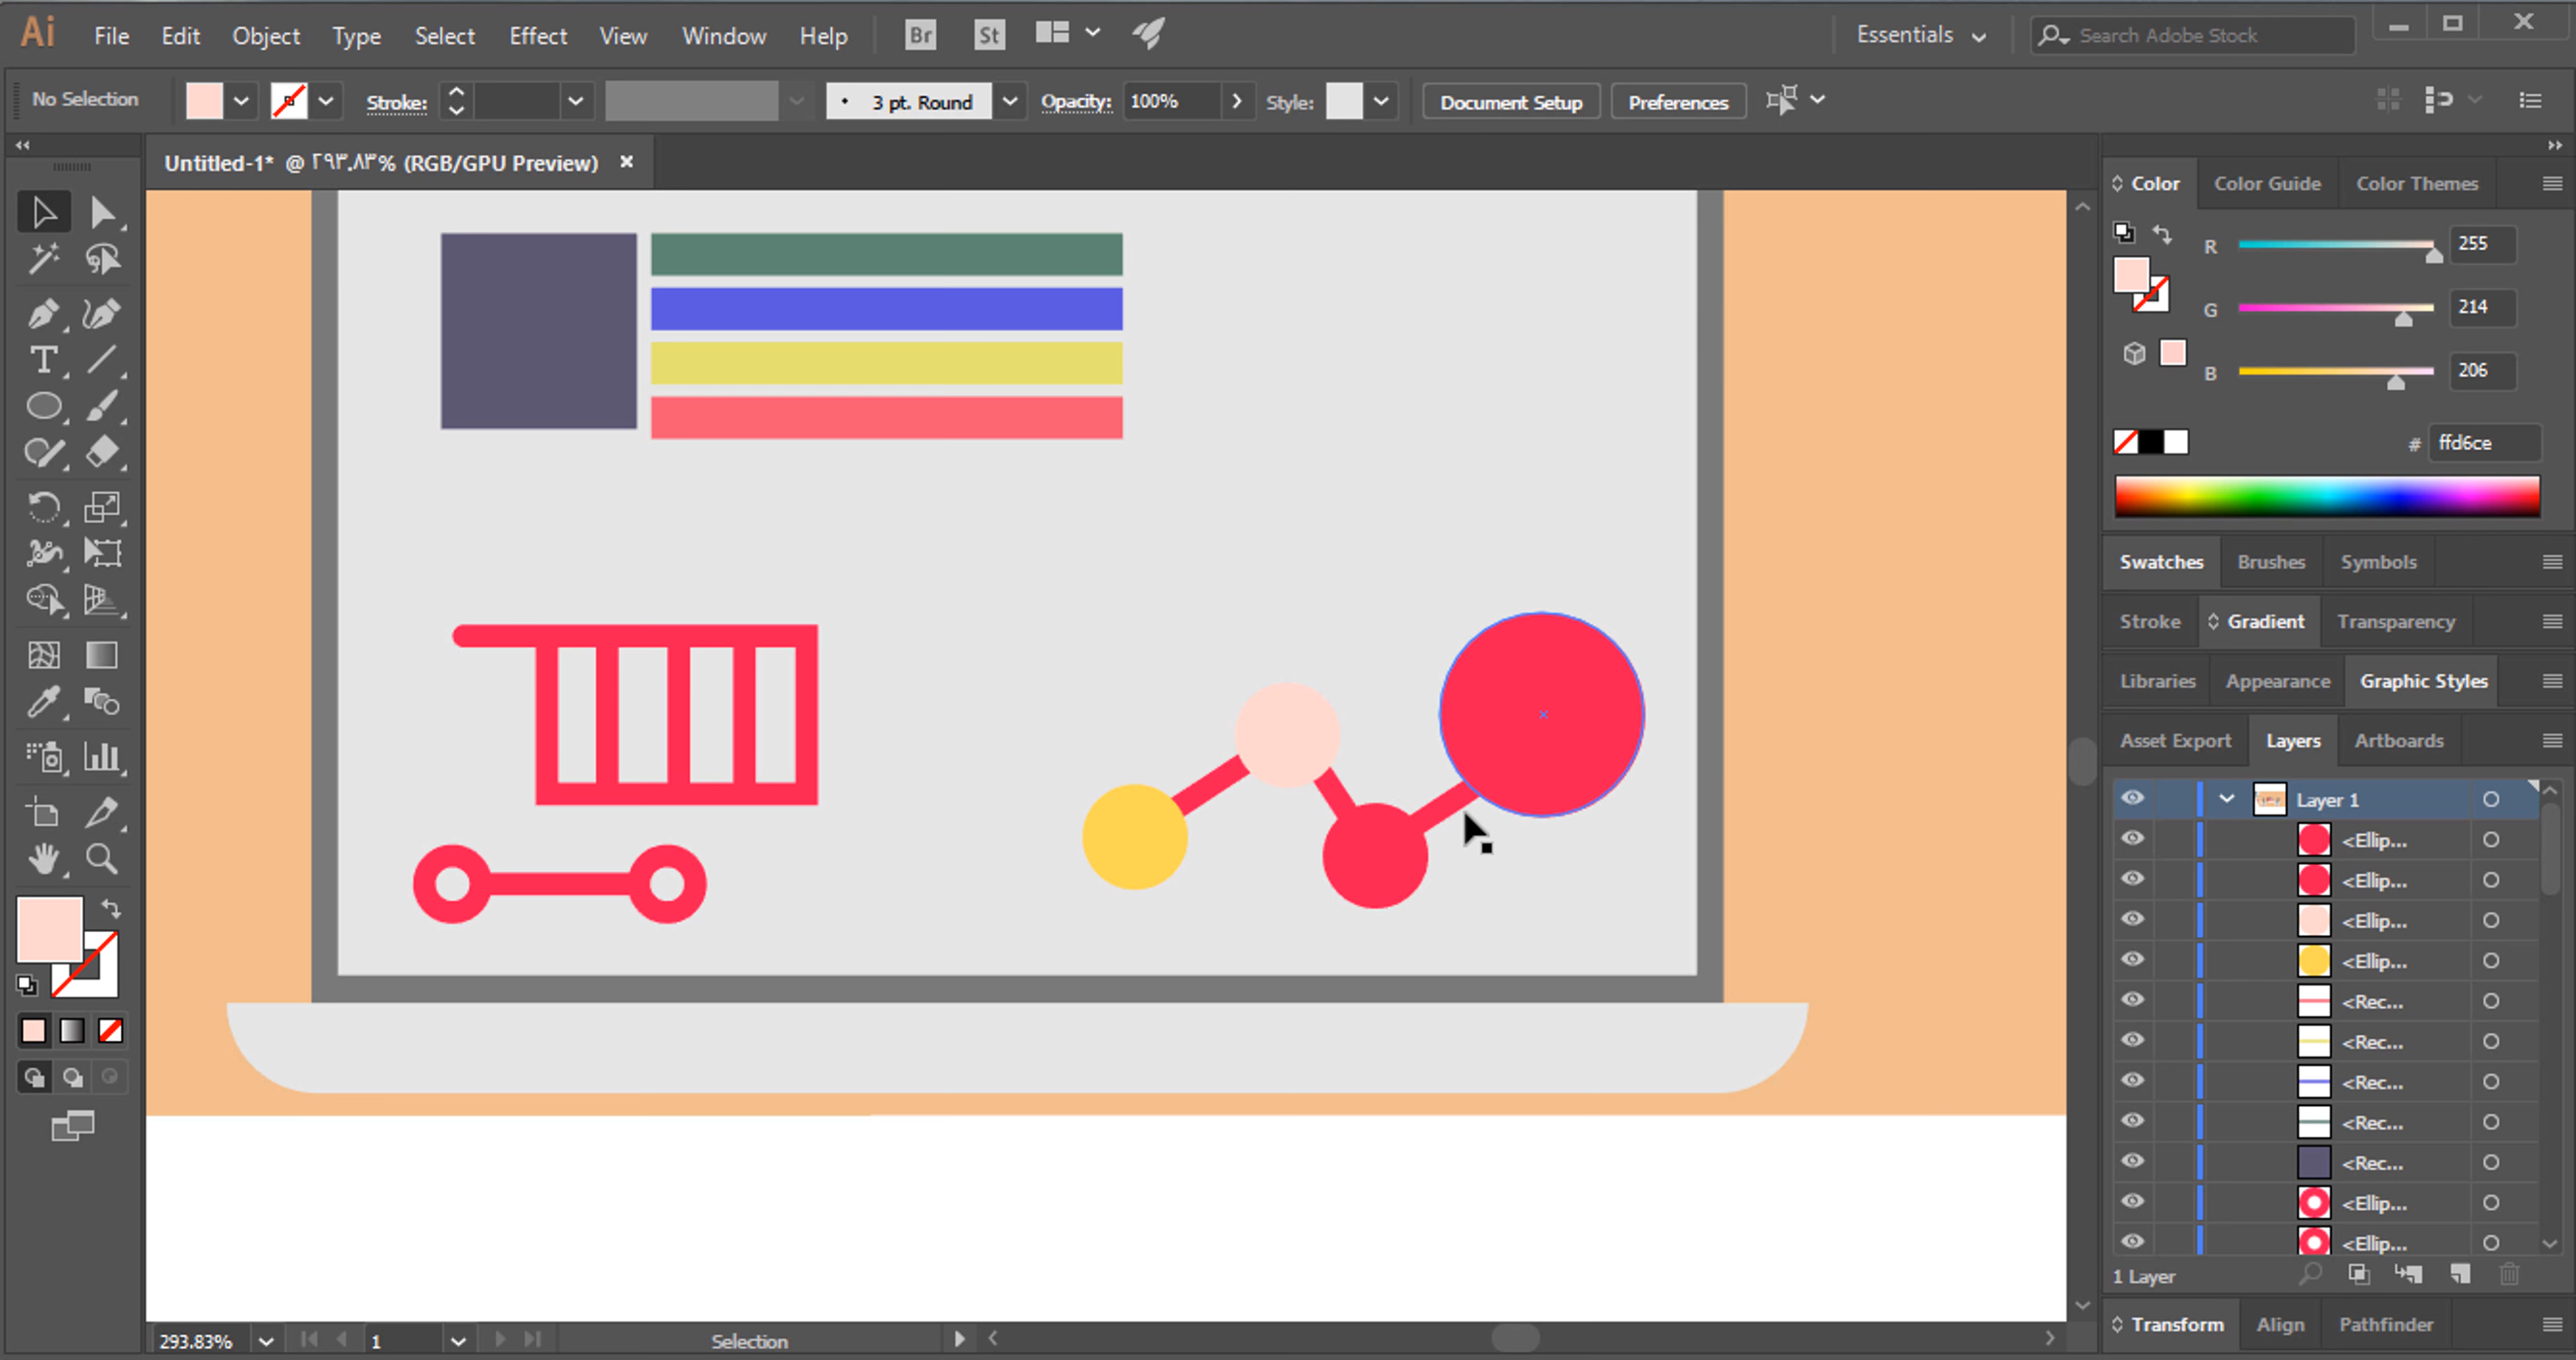 Ai File Edit Object Type Select Effect View Window Help Br St Essentials Search Adobe Stock
No Selection Stroke: 3 pt. Round Opacity: 100% Style: Document Setup Preferences
Untitled-1* @ ٢٩٣.٨٣% (RGB/GPU Preview)
Color Color Guide Color Themes
R 255
G 214
B 206
# ffd6ce
Swatches Brushes Symbols
Stroke Gradient Transparency
Libraries Appearance Graphic Styles
Asset Export Layers Artboards
Layer 1
<Ellip...
<Ellip...
<Ellip...
<Ellip...
<Rec...
<Rec...
<Rec...
<Rec...
<Rec...
<Ellip...
<Ellip...
1 Layer
Transform Align Pathfinder
293.83% 1 Selection